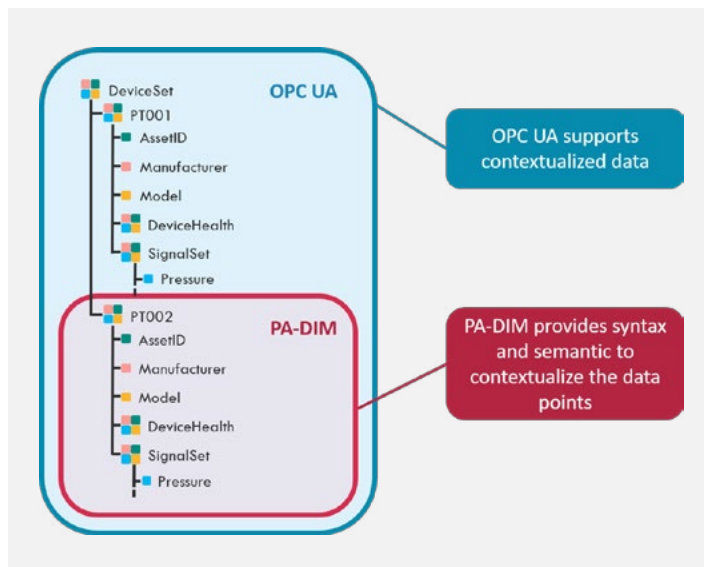 DeviceSet
OPC UA
PT001
AssetID
Manufacturer
Model
DeviceHealth
SignalSet
Pressure
PT002
PA-DIM
AssetID
Manufacturer
Model
DeviceHealth
SignalSet
Pressure
OPC UA supports
contextualized data
PA-DIM provides syntax
and semantic to
contextualize the data
points